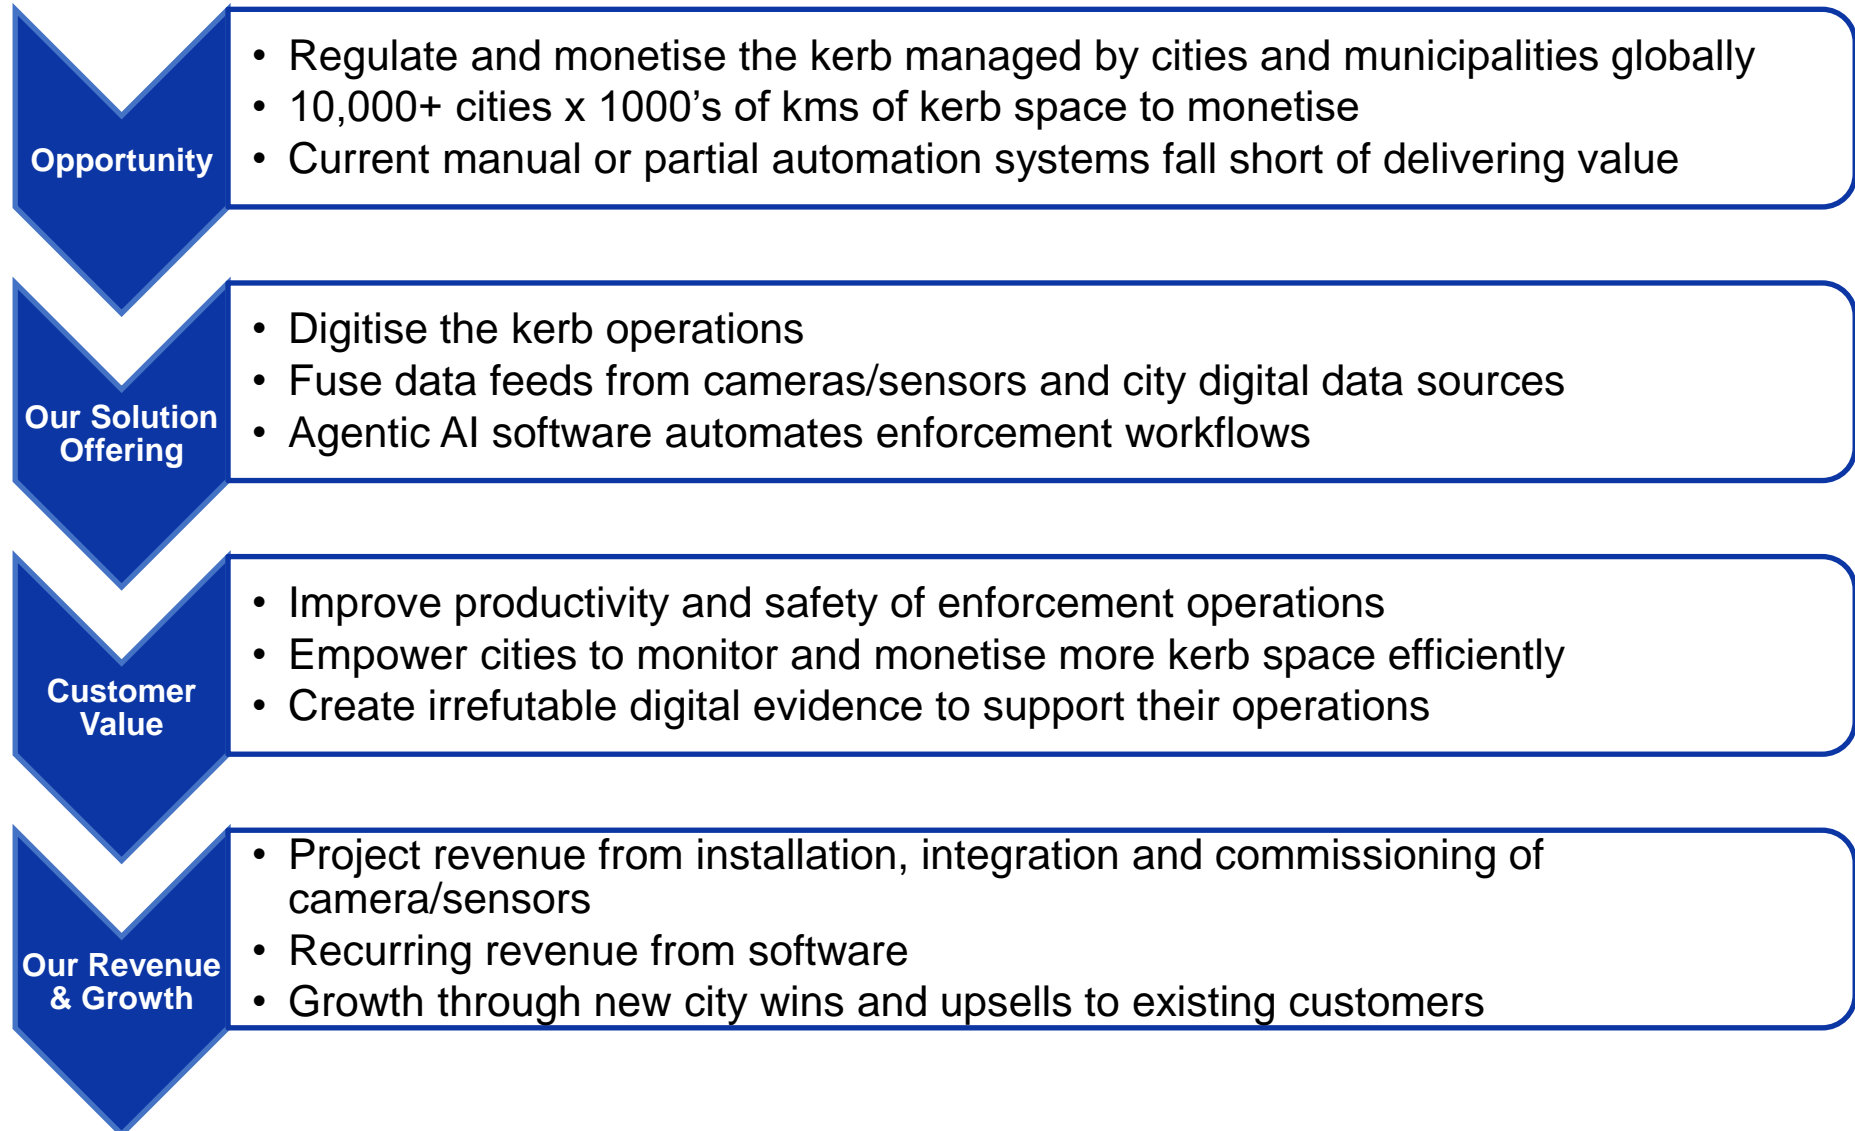 Opportunity
• Regulate and monetise the kerb managed by cities and municipalities globally
• 10,000+ cities x 1000’s of kms of kerb space to monetise
• Current manual or partial automation systems fall short of delivering value
Our Solution
Offering
• Digitise the kerb operations
• Fuse data feeds from cameras/sensors and city digital data sources
• Agentic AI software automates enforcement workflows
Customer
Value
• Improve productivity and safety of enforcement operations
• Empower cities to monitor and monetise more kerb space efficiently
• Create irrefutable digital evidence to support their operations
Our Revenue
& Growth
• Project revenue from installation, integration and commissioning of
camera/sensors
• Recurring revenue from software
• Growth through new city wins and upsells to existing customers